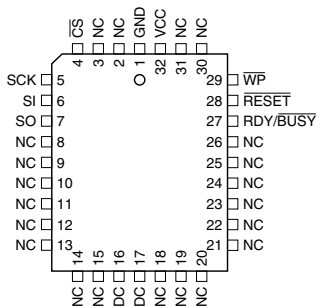 CS NC NC GND VCC NC NC
4 3 2 1 32 31 30
SCK 5 29 WP
SI 6 28 RESET
SO 7 27 RDY/BUSY
NC 8 26 NC
NC 9 25 NC
NC 10 24 NC
NC 11 23 NC
NC 12 22 NC
NC 13 21 NC
14 15 16 17 18 19 20
NC NC DC DC NC NC NC